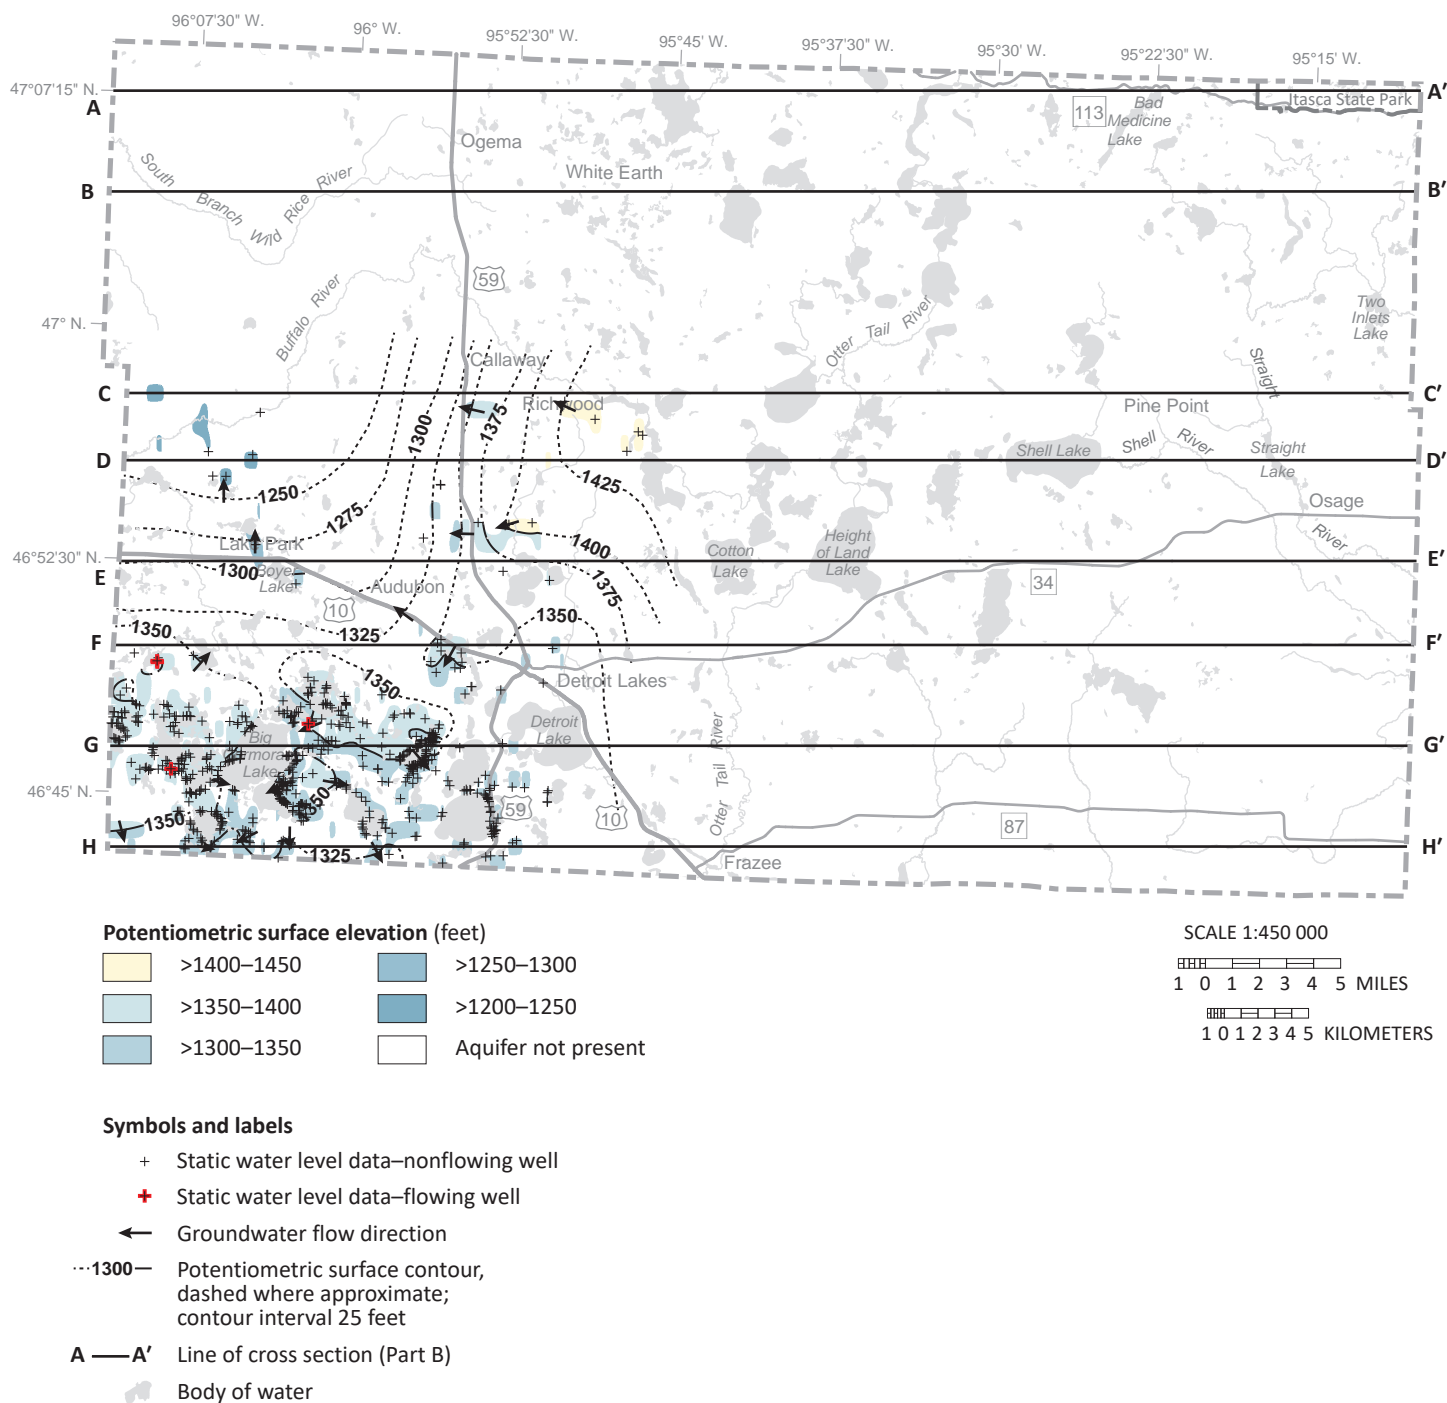 96°07'30" W.
96° W.
95°52'30" W.
95°45' W.
95°37'30" W.
95°30' W.
95°22'30" W.
95°15' W.
47°07'15" N.
A
A′
Itasca State Park
113
Bad
Medicine
Lake
Ogema
White Earth
South
Branch
Wild
Rice
River
B
B′
59
Buffalo
River
Otter
Tail
River
Two
Inlets
Lake
47° N.
Callaway
Straight
C
C′
Richwood
Pine Point
1300
1375
D
D′
Shell Lake
Shell
River
Straight
Lake
1250
1275
1425
Osage
River
Lake Park
1400
Cotton
Lake
Height
of Land
Lake
46°52'30" N.
E
E′
1300
Boyer
Lake
Audubon
1375
34
10
1325
1350
1350
F
F′
1350
Detroit Lakes
Detroit
Lake
Big
Lake
G
G′
Otter
Tail
River
46°45' N.
1350
1350
59
10
87
H
H′
1325
Frazee
Potentiometric surface elevation (feet)
>1400–1450
>1250–1300
>1350–1400
>1200–1250
>1300–1350
Aquifer not present
SCALE 1:450 000
1 0 1 2 3 4 5 MILES
1 0 1 2 3 4 5 KILOMETERS
Symbols and labels
Static water level data–nonflowing well
Static water level data–flowing well
Groundwater flow direction
1300
Potentiometric surface contour,
dashed where approximate;
contour interval 25 feet
A A′ Line of cross section (Part B)
Body of water